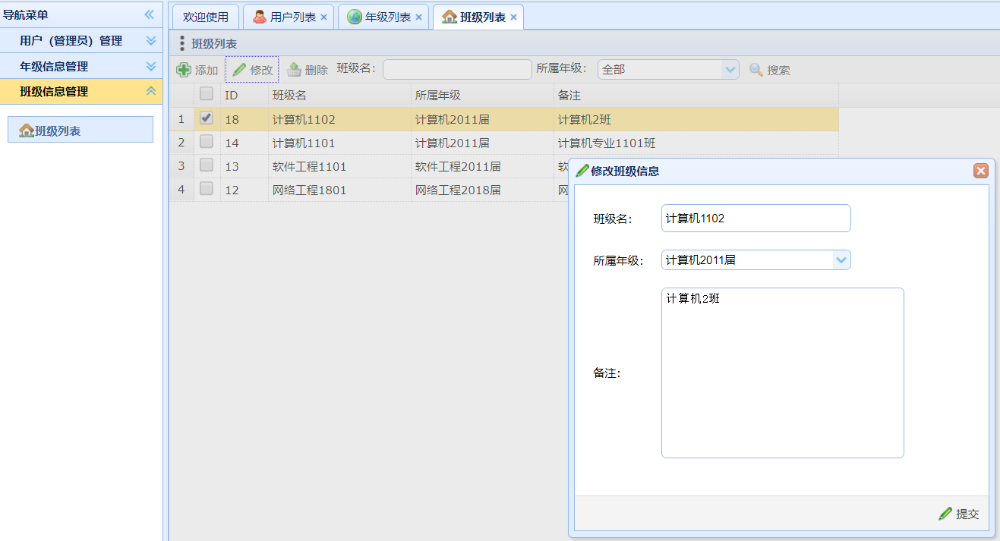 导航菜单
用户（管理员）管理
年级信息管理
班级信息管理
班级列表
欢迎使用 用户列表 年级列表 班级列表
班级列表
添加 修改 删除 班级名： 所属年级： 全部 搜索
ID 班级名 所属年级 备注
1 18 计算机1102 计算机2011届 计算机2班
2 14 计算机1101 计算机2011届 计算机专业1101班
3 13 软件工程1101 软件工程2011届 软
4 12 网络工程1801 网络工程2018届 网
修改班级信息
班级名： 计算机1102
所属年级： 计算机2011届
备注： 计算机2班
提交